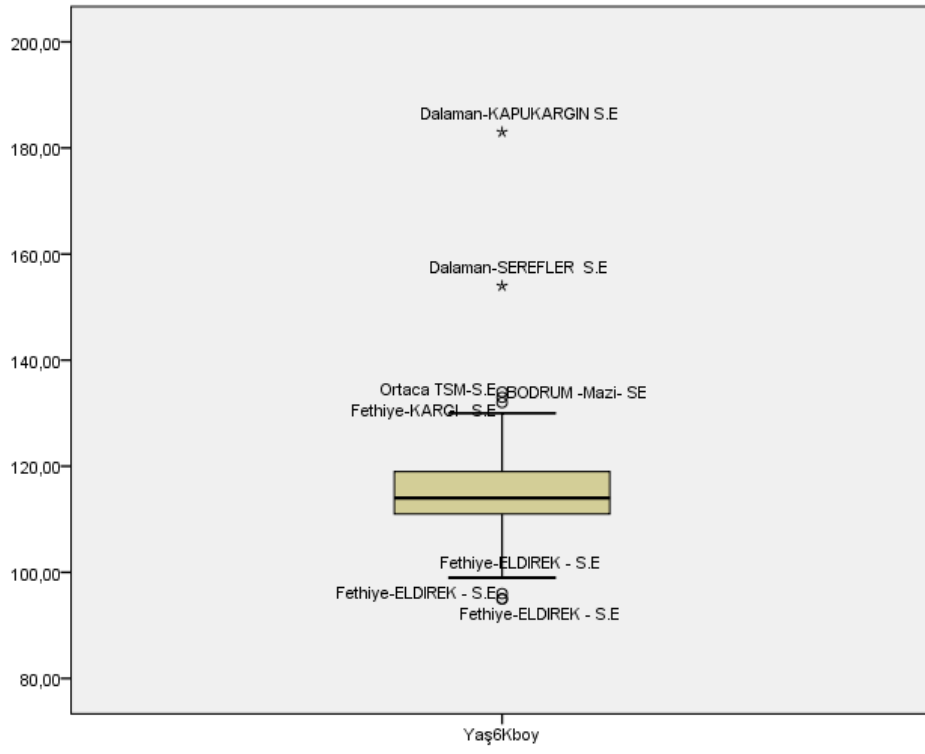 200,00
Dalaman-KAPUKARGIN S.E
180,00
160,00
Dalaman-SEREFLER  S.E
140,00
Ortaca TSM-S.E
BODRUM -Mazi- SE
Fethiye-KARGI  S.E
120,00
Fethiye-ELDIREK - S.E
100,00
Fethiye-ELDIREK - S.E
Fethiye-ELDIREK - S.E
80,00
Yaş6Kboy